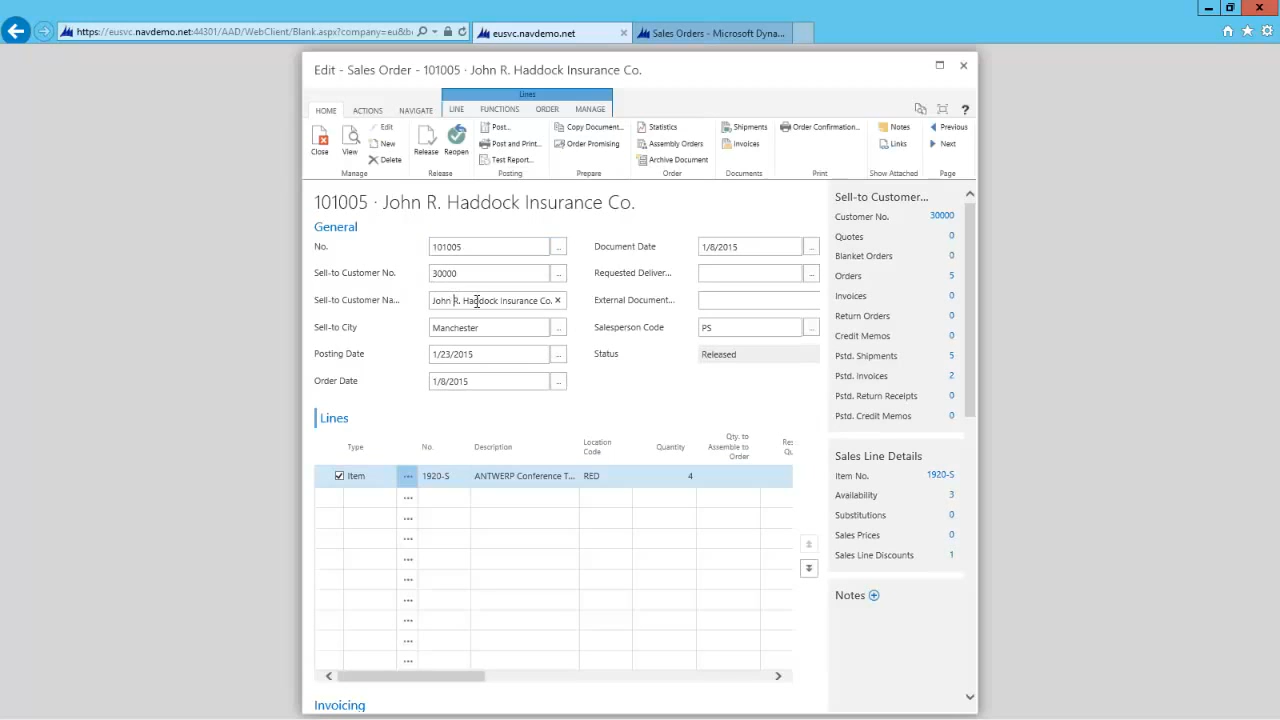 https://eusvc.navdemo.net:44301/AAD/WebClient/Blank.aspx?company=eu&b
eusvc.navdemo.net
Sales Orders - Microsoft Dyna...
Edit - Sales Order - 101005 · John R. Haddock Insurance Co.
Lines
HOME ACTIONS NAVIGATE LINE FUNCTIONS ORDER MANAGE
Close
View
Edit
New
Delete
Manage
Release
Reopen
Release
Post...
Post and Print...
Test Report...
Posting
Copy Document...
Order Promising
Prepare
Statistics
Assembly Orders
Archive Document
Order
Shipments
Invoices
Documents
Order Confirmation...
Print
Notes
Links
Show Attached
Previous
Next
Page
101005 · John R. Haddock Insurance Co.
General
No. 101005
Sell-to Customer No. 30000
Sell-to Customer Na... John R. Haddock Insurance Co.
Sell-to City Manchester
Posting Date 1/23/2015
Order Date 1/8/2015
Document Date 1/8/2015
Requested Deliver...
External Document...
Salesperson Code PS
Status Released
Lines
Type No. Description Location Code Quantity Qty. to Assemble to Order Res Qu
Item 1920-S ANTWERP Conference T... RED 4
Invoicing
Sell-to Customer...
Customer No. 30000
Quotes 0
Blanket Orders 0
Orders 5
Invoices 0
Return Orders 0
Credit Memos 0
Pstd. Shipments 5
Pstd. Invoices 2
Pstd. Return Receipts 0
Pstd. Credit Memos 0
Sales Line Details
Item No. 1920-S
Availability 3
Substitutions 0
Sales Prices 0
Sales Line Discounts 1
Notes